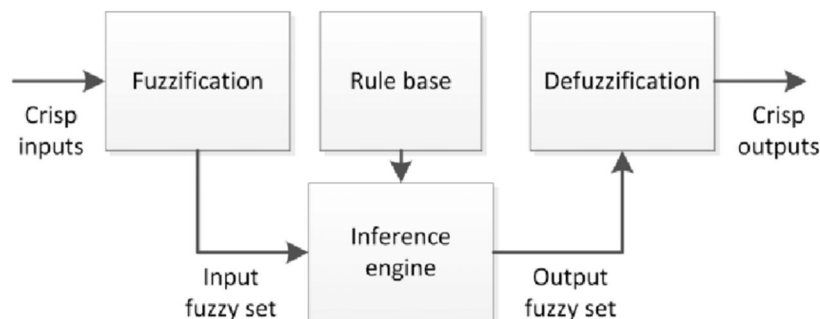 Fuzzification
Rule base
Defuzzification
Crisp
inputs
Crisp
outputs
Inference
engine
Input
fuzzy set
Output
fuzzy set